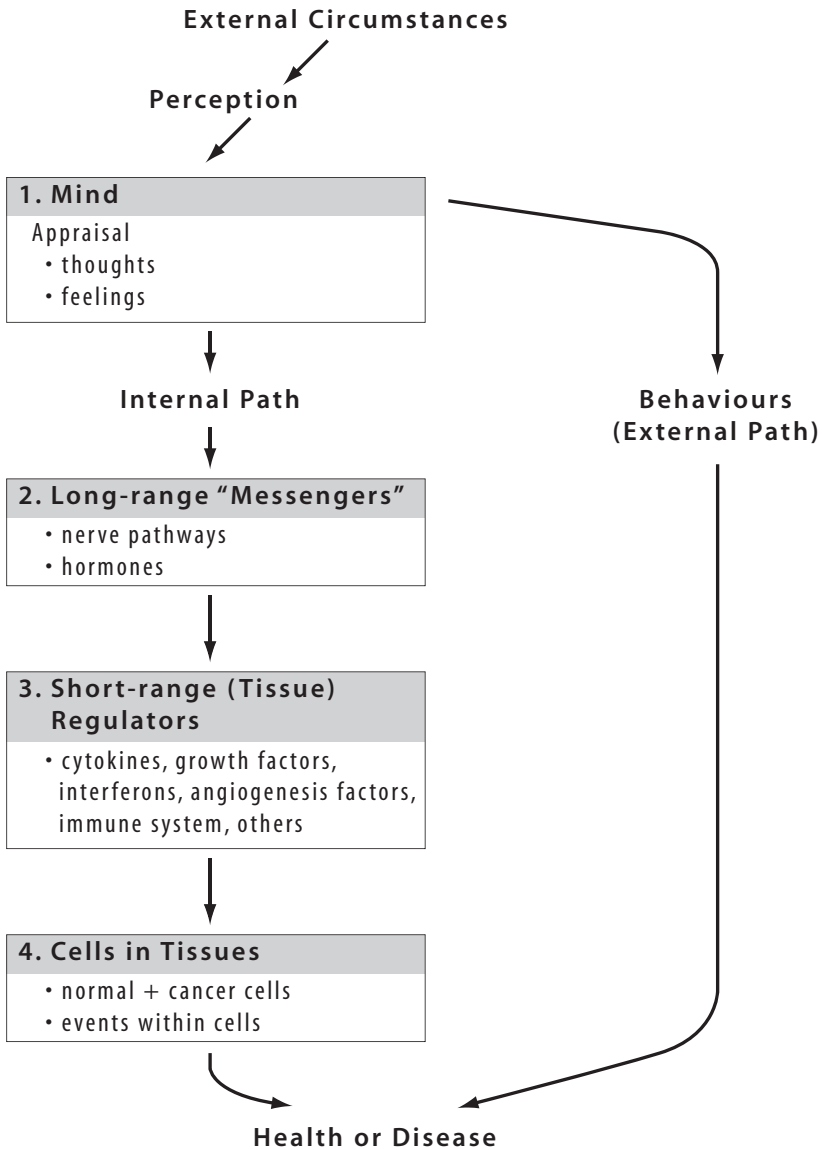 External Circumstances
Perception
1. Mind
Appraisal
• thoughts
• feelings
Internal Path
Behaviours
(External Path)
2. Long-range “Messengers”
• nerve pathways
• hormones
3. Short-range (Tissue)
Regulators
• cytokines, growth factors,
interferons, angiogenesis factors,
immune system, others
4. Cells in Tissues
• normal + cancer cells
• events within cells
Health or Disease